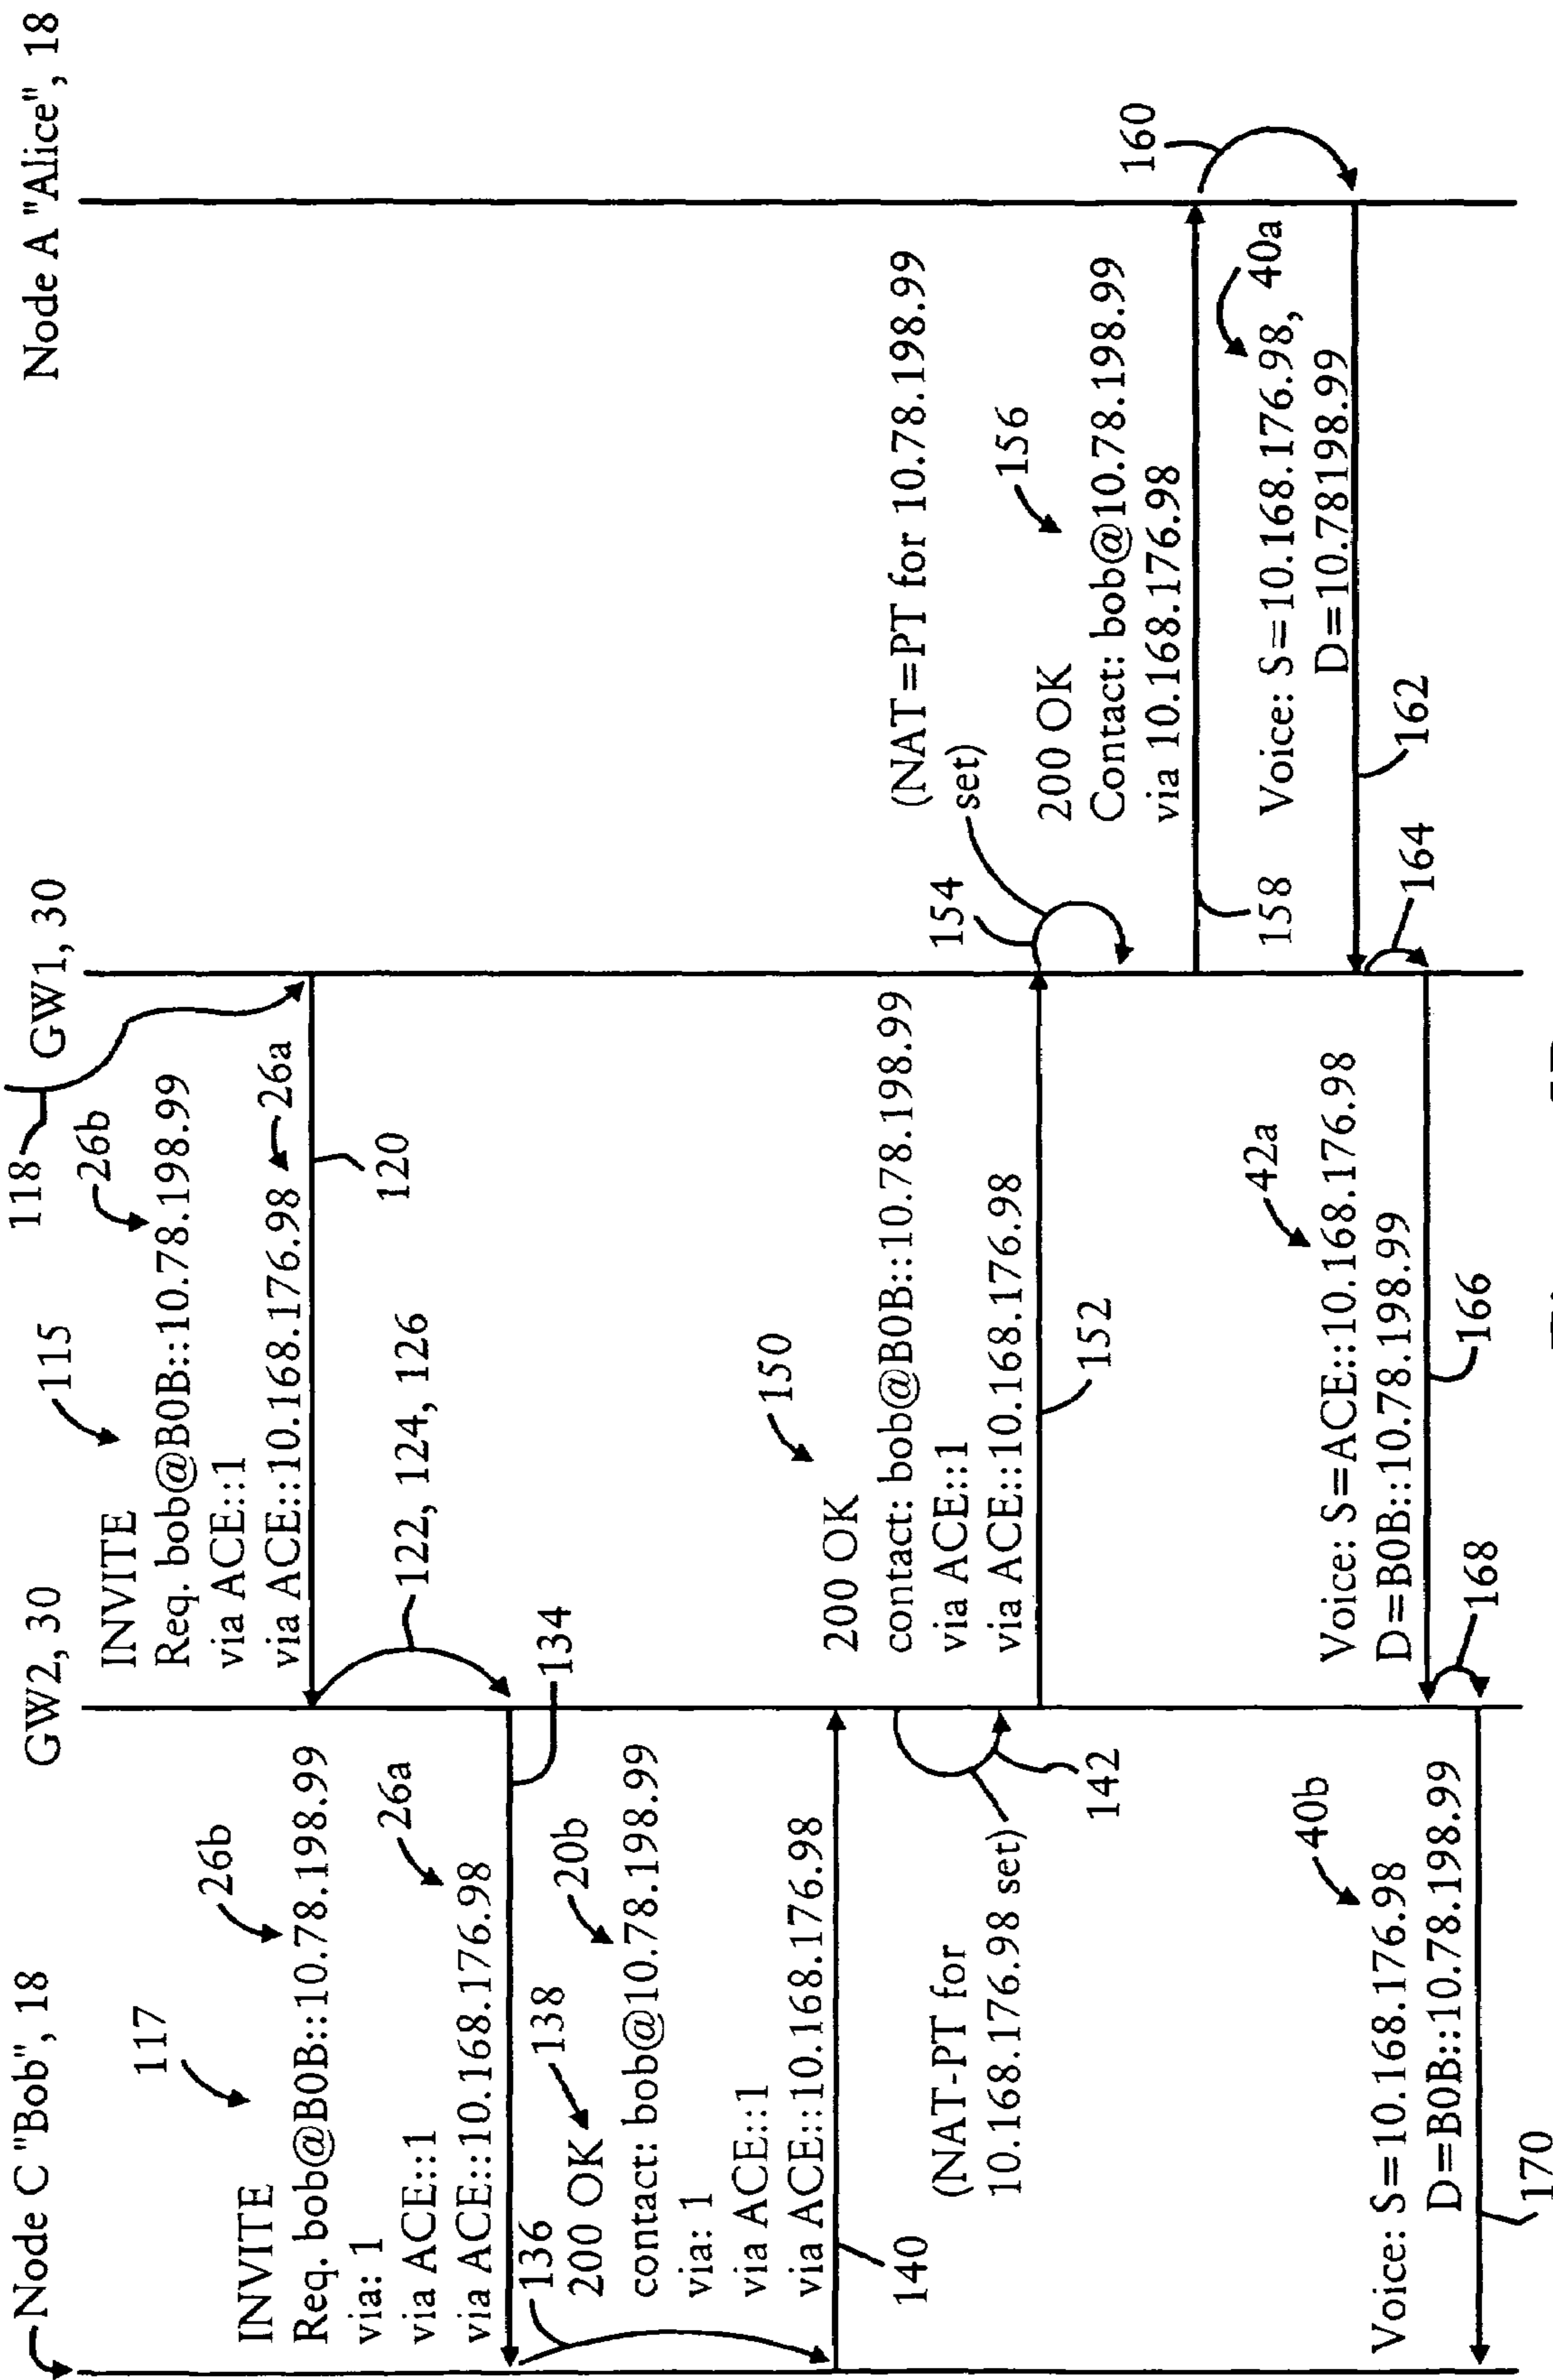 Node C "Bob", 18
GW2, 30
118
GW1, 30
Node A "Alice", 18
117
26b
INVITE
Req. bob@B0B::10.78.198.99
via: 1
via ACE::1
26a
via ACE::10.168.176.98
134
136
200 OK
138
20b
contact: bob@10.78.198.99
via: 1
via ACE::1
via ACE::10.168.176.98
140
(NAT-PT for
10.168.176.98 set)
142
40b
Voice: S=10.168.176.98
D=B0B::10.78.198.99
170
115
26b
INVITE
Req. bob@B0B::10.78.198.99
via ACE::1
via ACE::10.168.176.98
26a
120
122, 124, 126
150
200 OK
contact: bob@B0B::10.78.198.99
via ACE::1
via ACE::10.168.176.98
152
42a
Voice: S=ACE::10.168.176.98
D=B0B::10.78.198.99
166
168
(NAT=PT for 10.78.198.99
set)
154
156
200 OK
Contact: bob@10.78.198.99
via 10.168.176.98
158
160
40a
Voice: S=10.168.176.98,
D=10.78198.99
162
164